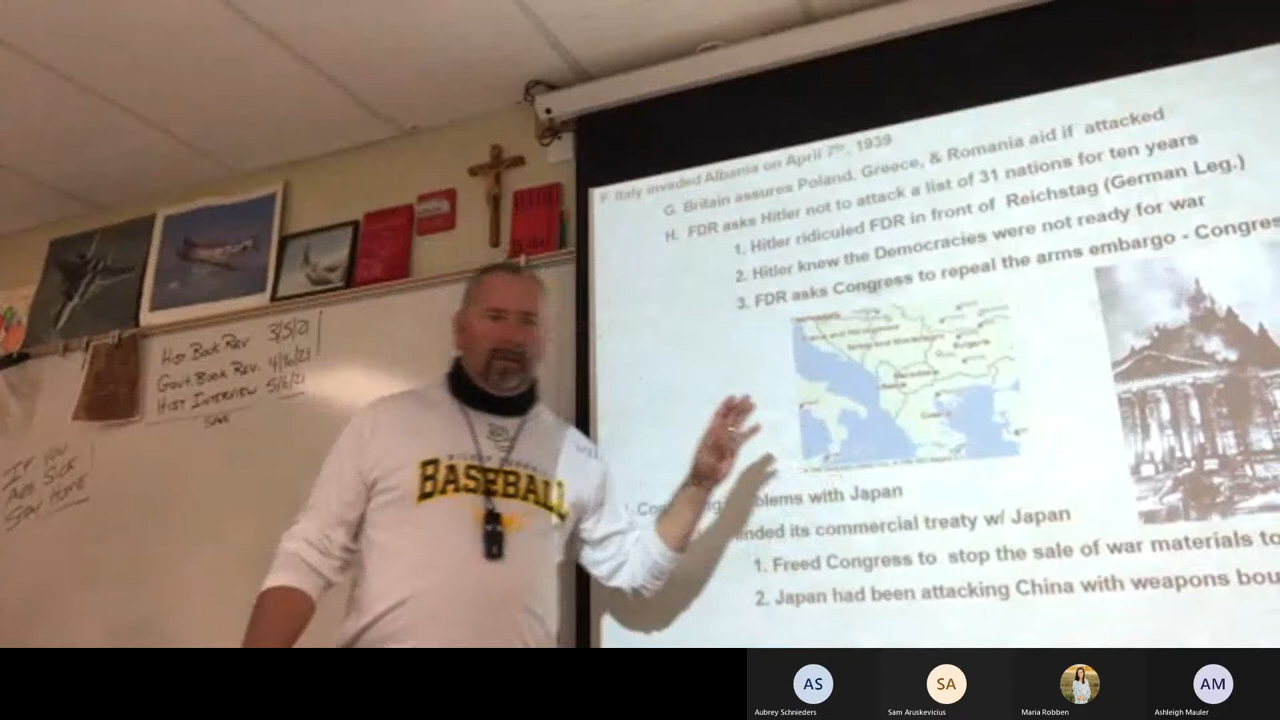 F. Italy invaded Albania on April 7th, 1939
G. Britain assures Poland, Greece, & Romania aid if attacked
H. FDR asks Hitler not to attack a list of 31 nations for ten years
1. Hitler ridiculed FDR in front of Reichstag (German Leg.)
2. Hitler knew the Democracies were not ready for war
3. FDR asks Congress to repeal the arms embargo - Congres
Hist Book Rev 3/5/21
Govt. Book Rev. 4/16/21
Hist Interview 5/6/21
If you
are sick
stay home
BASEBALL
blems with Japan
nded its commercial treaty w/ Japan
1. Freed Congress to stop the sale of war materials to
2. Japan had been attacking China with weapons bou
AS
SA
AM
Aubrey Schnieders
Sam Aruskevicius
Maria Robben
Ashleigh Mauler